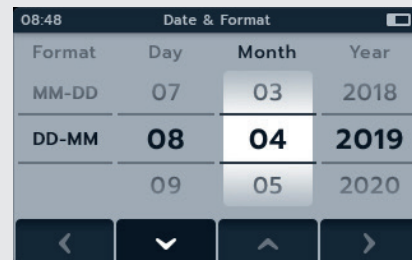 08:48 Date & Format
Format Day Month Year
MM-DD 07 03 2018
DD-MM 08 04 2019
09 05 2020